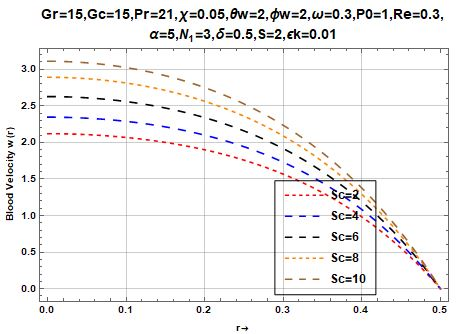 Gr=15,Gc=15,Pr=21,χ=0.05,θw=2,ϕw=2,ω=0.3,P0=1,Re=0.3,
α=5,N₁=3,δ=0.5,S=2,ϵk=0.01
3.0
2.5
2.0
1.5
1.0
0.5
0.0
Blood Velocity w(r)
Sc=2
Sc=4
Sc=6
Sc=8
Sc=10
0.0 0.1 0.2 0.3 0.4 0.5
r→